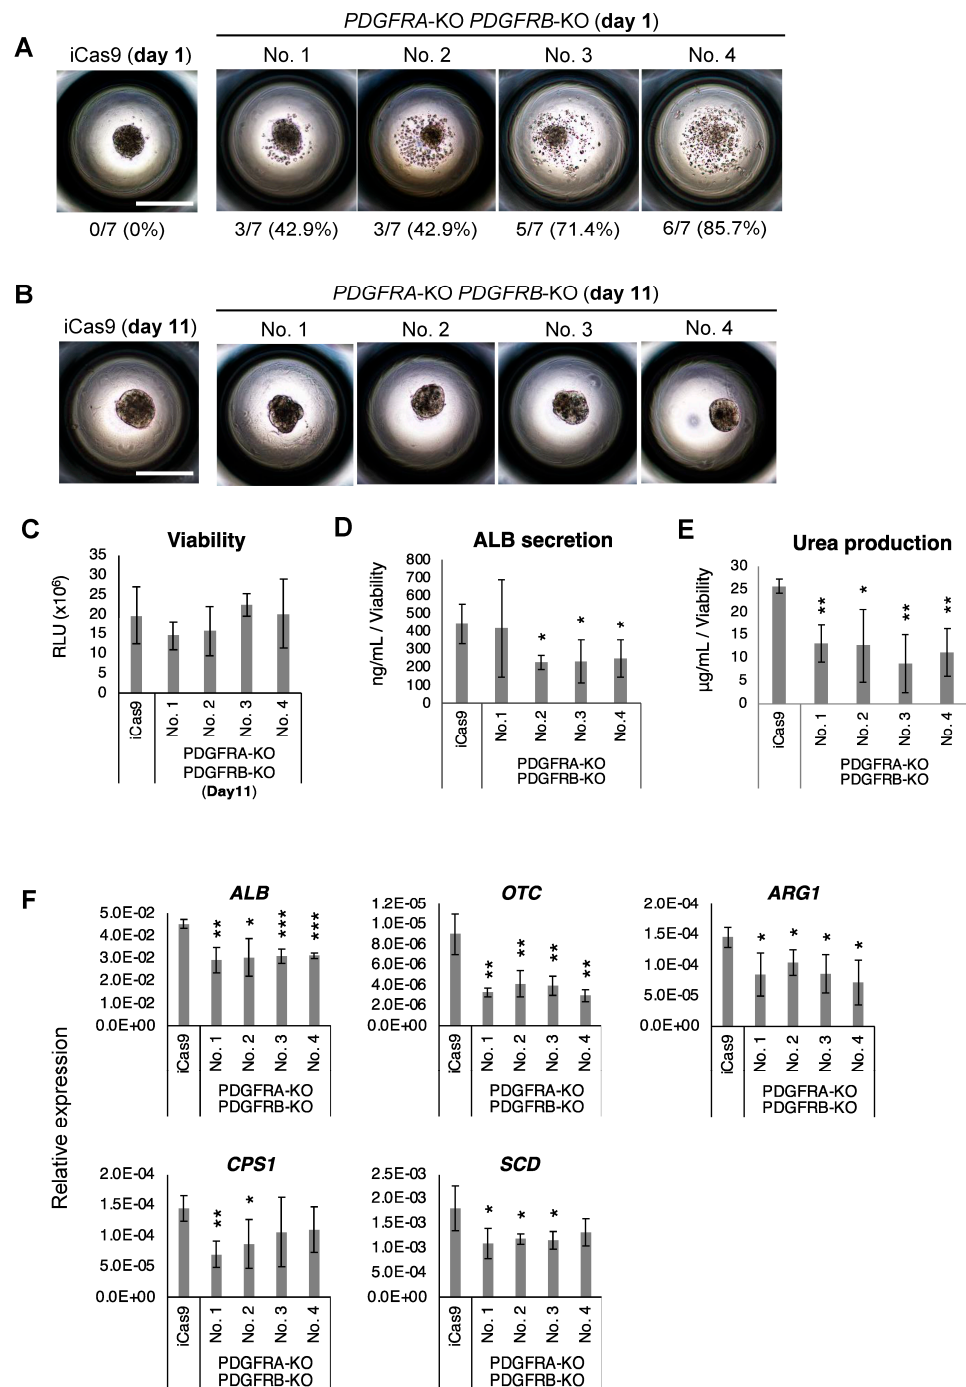 A
PDGFRA-KO PDGFRB-KO (day 1)
iCas9 (day 1)
No. 1
No. 2
No. 3
No. 4
0/7 (0%)
3/7 (42.9%)
3/7 (42.9%)
5/7 (71.4%)
6/7 (85.7%)
B
PDGFRA-KO PDGFRB-KO (day 11)
iCas9 (day 11)
No. 1
No. 2
No. 3
No. 4
C
Viability
RLU (x10⁶)
35
30
25
20
15
10
5
0
iCas9
No. 1
No. 2
No. 3
No. 4
PDGFRA-KO
PDGFRB-KO
(Day11)
D
ALB secretion
ng/mL / Viability
800
700
600
500
400
300
200
100
0
*
*
*
iCas9
No.1
No.2
No.3
No.4
PDGFRA-KO
PDGFRB-KO
E
Urea production
µg/mL / Viability
30
25
20
15
10
5
0
**
*
**
**
iCas9
No. 1
No. 2
No. 3
No. 4
PDGFRA-KO
PDGFRB-KO
F
Relative expression
ALB
5.0E-02
4.0E-02
3.0E-02
2.0E-02
1.0E-02
0.0E+00
**
*
***
***
iCas9
No. 1
No. 2
No. 3
No. 4
PDGFRA-KO
PDGFRB-KO
OTC
1.2E-05
1.0E-05
8.0E-06
6.0E-06
4.0E-06
2.0E-06
0.0E+00
**
**
**
**
iCas9
No. 1
No. 2
No. 3
No. 4
PDGFRA-KO
PDGFRB-KO
ARG1
2.0E-04
1.5E-04
1.0E-04
5.0E-05
0.0E+00
*
*
*
*
iCas9
No. 1
No. 2
No. 3
No. 4
PDGFRA-KO
PDGFRB-KO
CPS1
2.0E-04
1.5E-04
1.0E-04
5.0E-05
0.0E+00
**
*
iCas9
No. 1
No. 2
No. 3
No. 4
PDGFRA-KO
PDGFRB-KO
SCD
2.5E-03
2.0E-03
1.5E-03
1.0E-03
5.0E-04
0.0E+00
*
*
*
iCas9
No. 1
No. 2
No. 3
No. 4
PDGFRA-KO
PDGFRB-KO